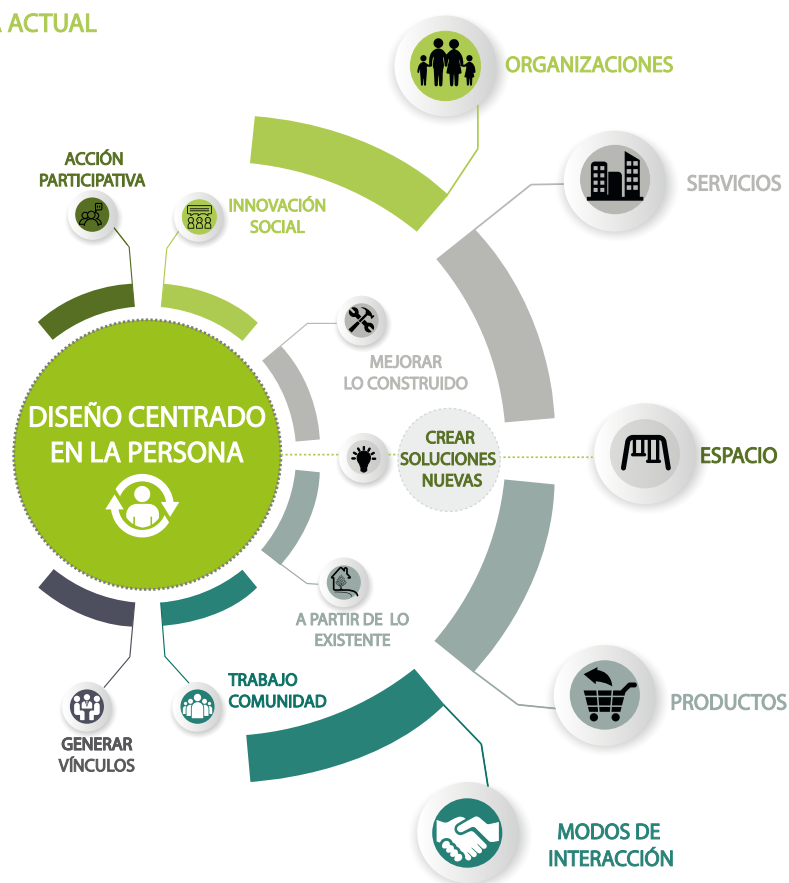 A ACTUAL
ORGANIZACIONES
ACCIÓN
PARTICIPATIVA
SERVICIOS
INNOVACIÓN
SOCIAL
MEJORAR
LO CONSTRUIDO
DISEÑO CENTRADO
EN LA PERSONA
CREAR
SOLUCIONES
NUEVAS
ESPACIO
A PARTIR DE LO
EXISTENTE
TRABAJO
COMUNIDAD
PRODUCTOS
GENERAR
VÍNCULOS
MODOS DE
INTERACCIÓN